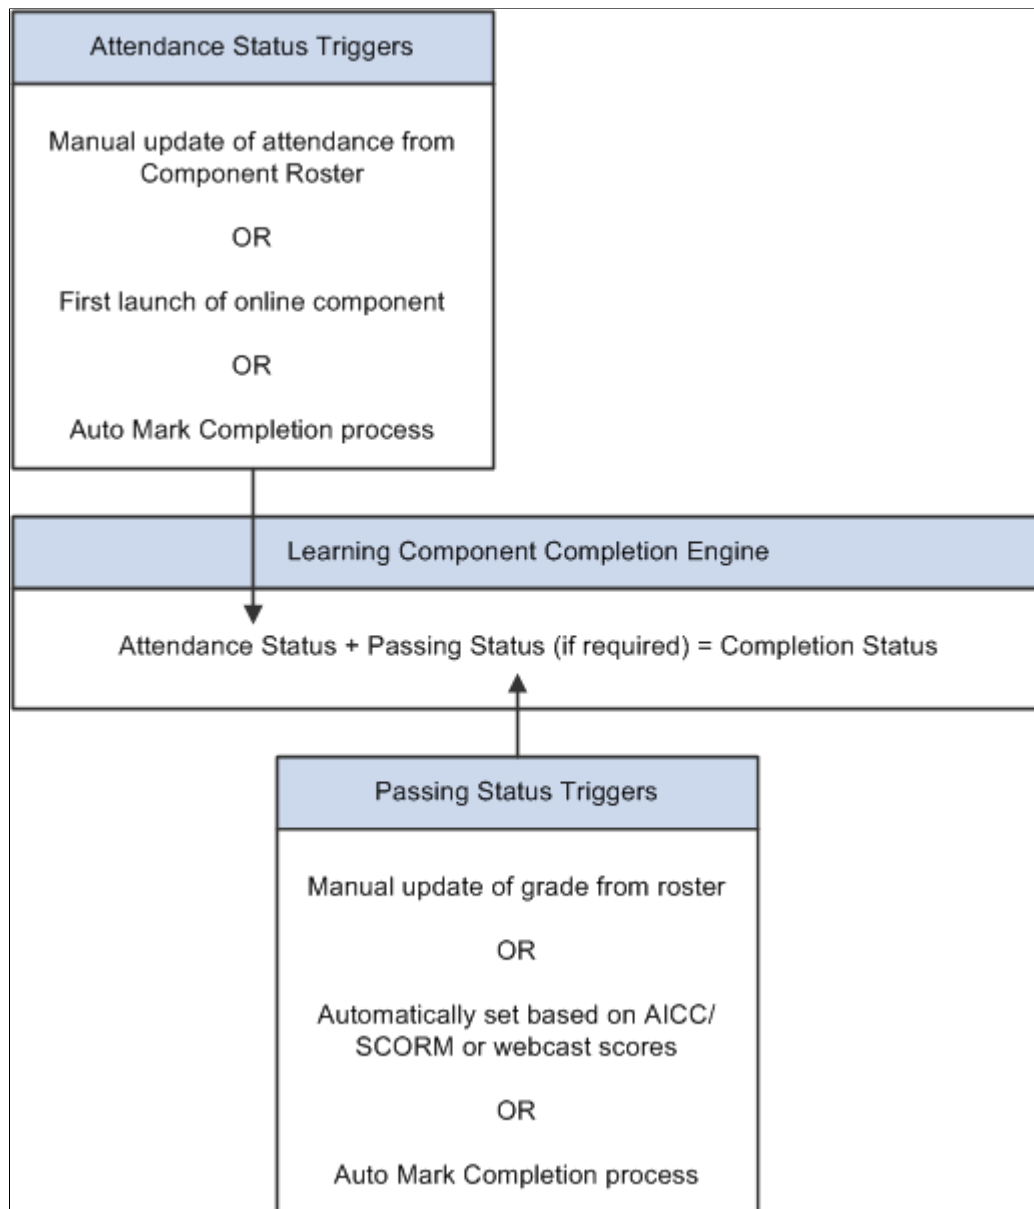 Attendance Status Triggers
Manual update of attendance from
Component Roster
OR
First launch of online component
OR
Auto Mark Completion process
Learning Component Completion Engine
Attendance Status + Passing Status (if required) = Completion Status
Passing Status Triggers
Manual update of grade from roster
OR
Automatically set based on AICC/
SCORM or webcast scores
OR
Auto Mark Completion process